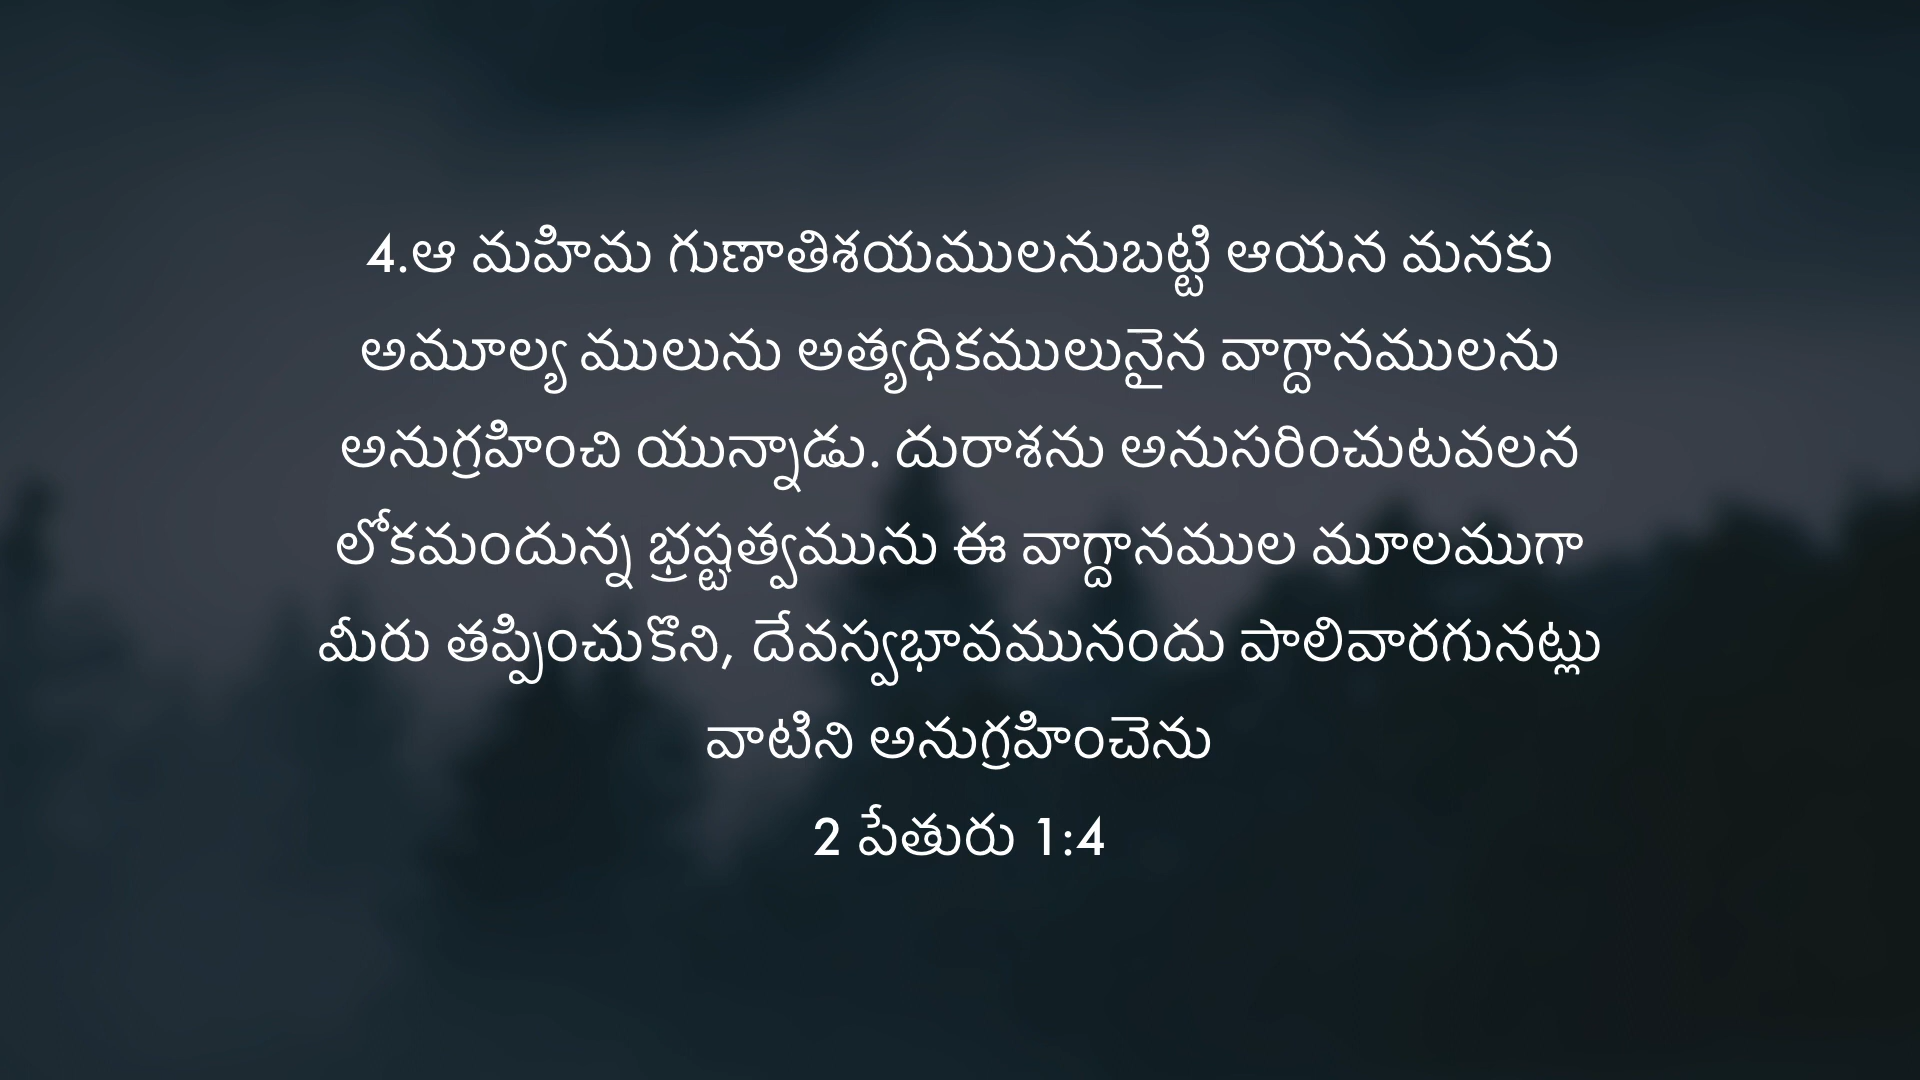 4.ఆ మహిమ గుణాతిశయములనుబట్టి ఆయన మనకు
అమూల్య ములును అత్యధికములునైన వాగ్దానములను
అనుగ్రహించి యున్నాడు. దురాశను అనుసరించుటవలన
లోకమందున్న భ్రష్టత్వమును ఈ వాగ్దానముల మూలముగా
మీరు తప్పించుకొని, దేవస్వభావమునందు పాలివారగునట్లు
వాటిని అనుగ్రహించెను
2 పేతురు 1:4